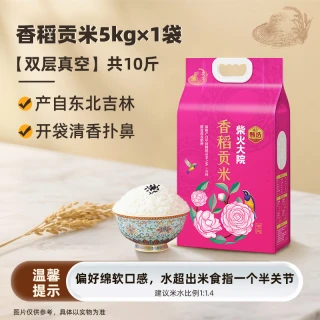 香稻贡米5kg×1袋
【双层真空】共10斤
产自东北吉林
开袋清香扑鼻
柴火大院
香稻贡米
温馨
提示
偏好绵软口感，水超出米食指一个半关节
建议米水比例1:1.4
*图片仅供参考，具体以实物为准